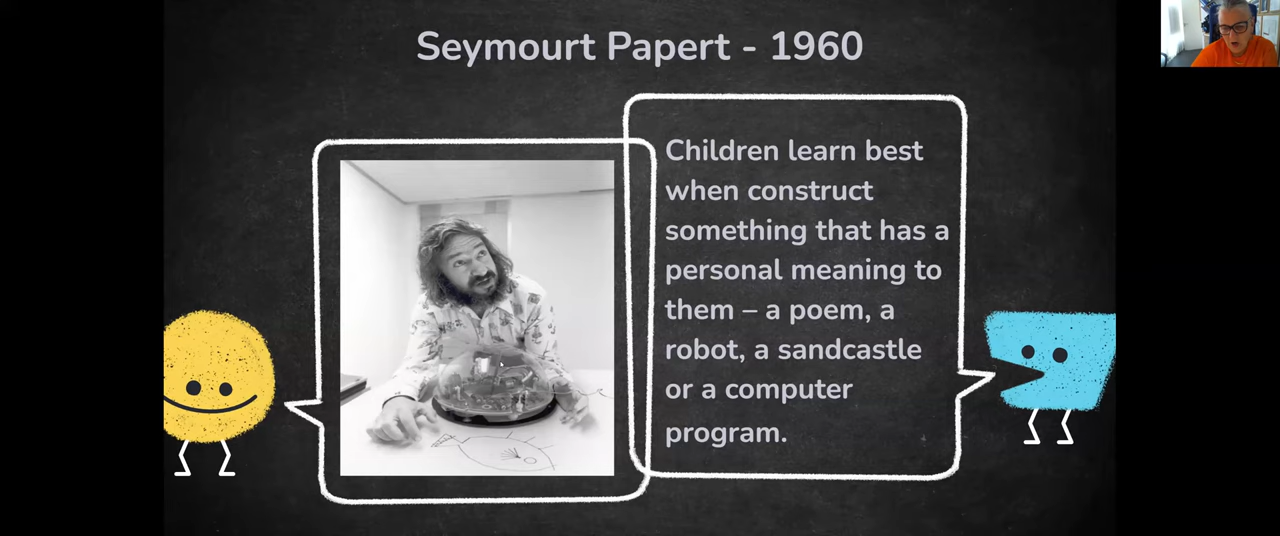 Seymourt Papert - 1960
Children learn best
when construct
something that has a
personal meaning to
them – a poem, a
robot, a sandcastle
or a computer
program.